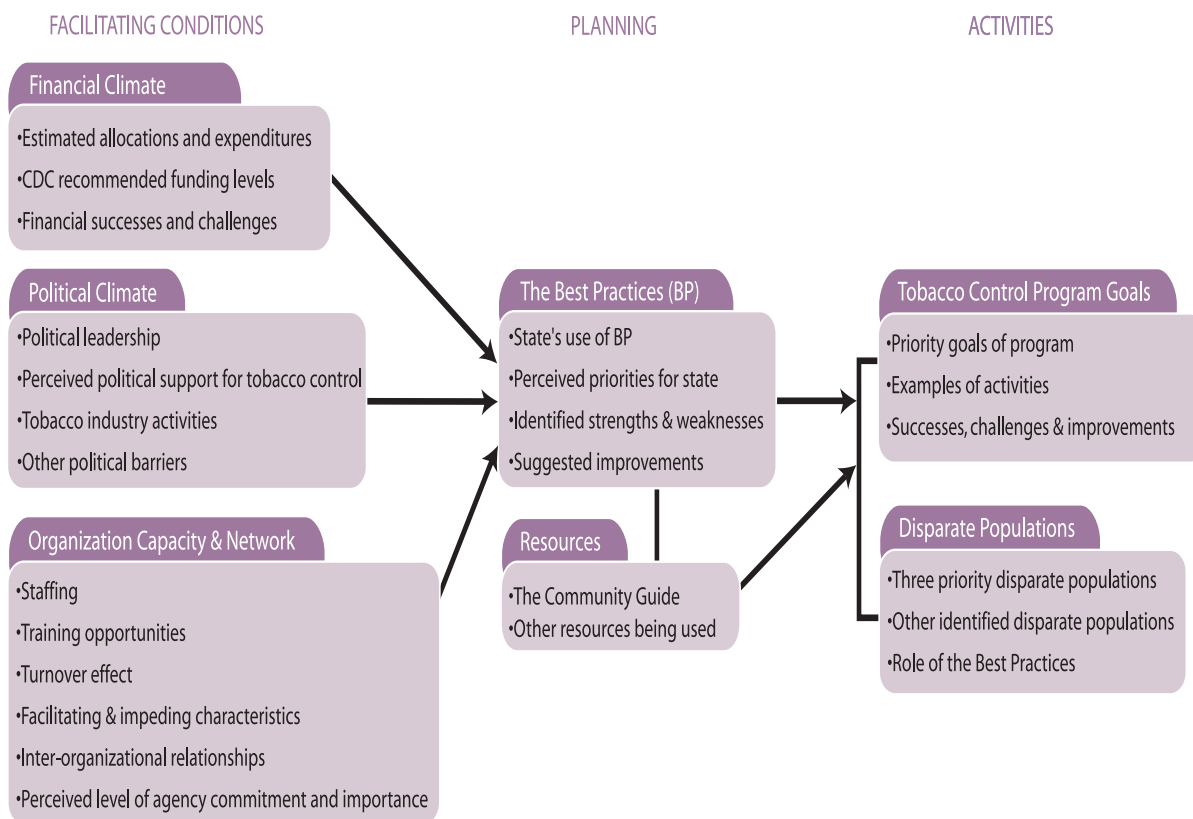 FACILITATING CONDITIONS
PLANNING
ACTIVITIES
Financial Climate
•Estimated allocations and expenditures
•CDC recommended funding levels
•Financial successes and challenges
Political Climate
•Political leadership
•Perceived political support for tobacco control
•Tobacco industry activities
•Other political barriers
Organization Capacity & Network
•Staffing
•Training opportunities
•Turnover effect
•Facilitating & impeding characteristics
•Inter-organizational relationships
•Perceived level of agency commitment and importance
The Best Practices (BP)
•State's use of BP
•Perceived priorities for state
•Identified strengths & weaknesses
•Suggested improvements
Resources
•The Community Guide
•Other resources being used
Tobacco Control Program Goals
•Priority goals of program
•Examples of activities
•Successes, challenges & improvements
Disparate Populations
•Three priority disparate populations
•Other identified disparate populations
•Role of the Best Practices